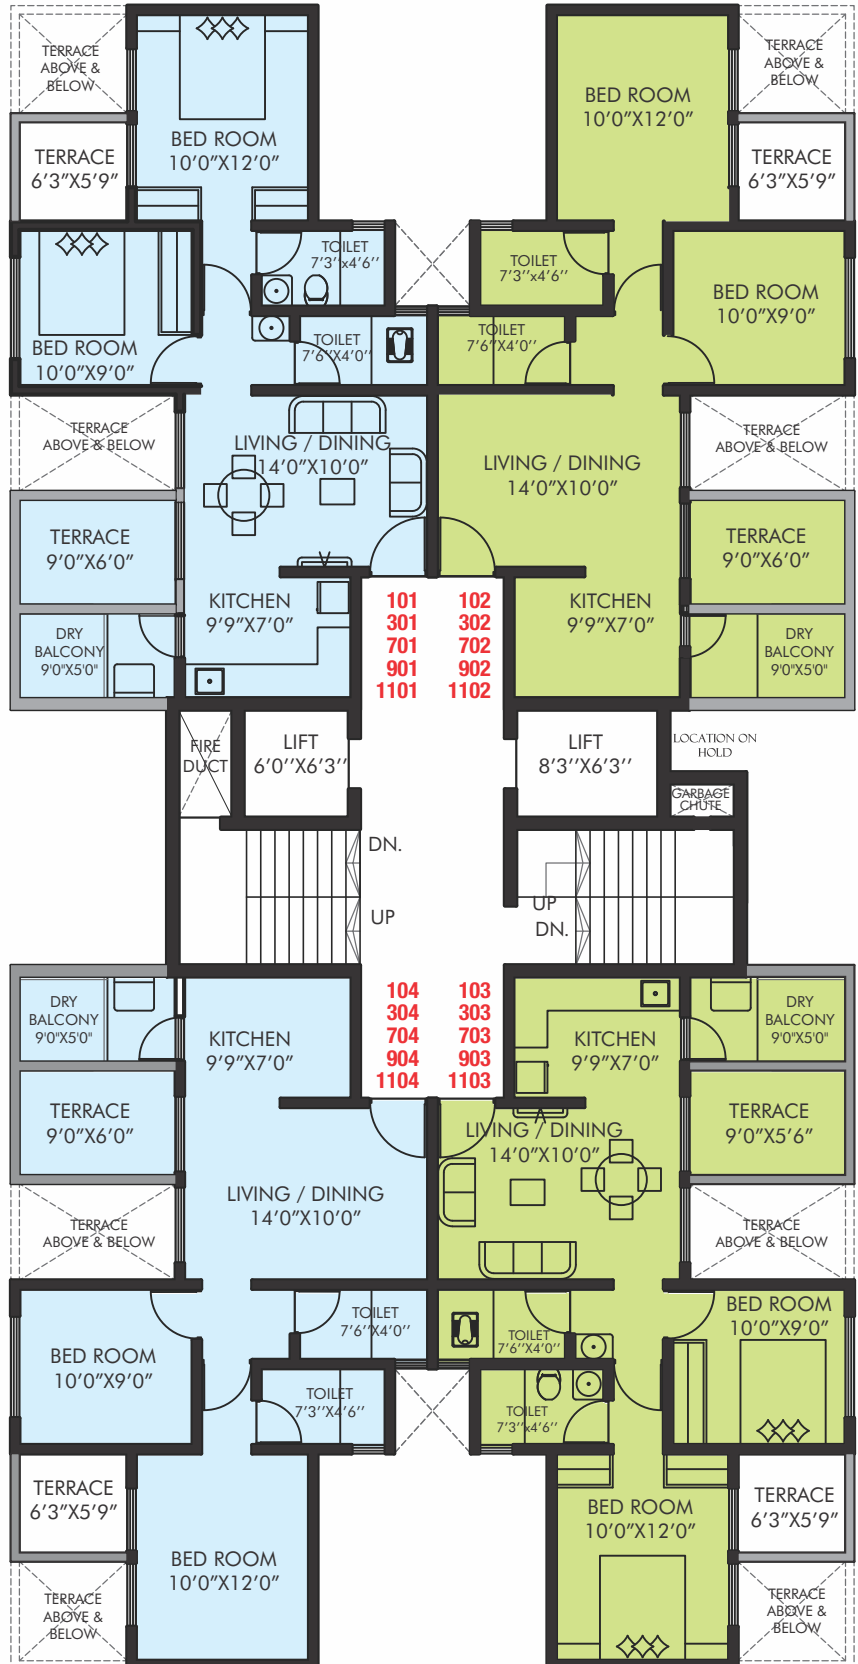 TERRACE
ABOVE &
BELOW
TERRACE
ABOVE &
BELOW
BED ROOM
10'0"X12'0"
BED ROOM
10'0"X12'0"
TERRACE
6'3"X5'9"
TERRACE
6'3"X5'9"
TOILET
7'3''x4'6''
TOILET
7'3''x4'6''
BED ROOM
10'0"X9'0"
BED ROOM
10'0"X9'0"
TOILET
7'6''X4'0''
TOILET
7'6''X4'0''
TERRACE
ABOVE & BELOW
LIVING / DINING
14'0"X10'0"
LIVING / DINING
14'0"X10'0"
TERRACE
ABOVE & BELOW
TERRACE
9'0"X6'0"
TERRACE
9'0"X6'0"
KITCHEN
9'9"X7'0"
KITCHEN
9'9"X7'0"
DRY
BALCONY
9'0"X5'0"
DRY
BALCONY
9'0"X5'0"
101 102
301 302
701 702
901 902
1101 1102
FIRE
DUCT
LIFT
6'0''X6'3''
LIFT
8'3''X6'3''
LOCATION ON
HOLD
GARBAGE
CHUTE
DN.
UP
UP
DN.
104 103
304 303
704 703
904 903
1104 1103
DRY
BALCONY
9'0"X5'0"
KITCHEN
9'9"X7'0"
KITCHEN
9'9"X7'0"
DRY
BALCONY
9'0"X5'0"
TERRACE
9'0"X6'0"
TERRACE
9'0"X5'6"
LIVING / DINING
14'0"X10'0"
LIVING / DINING
14'0"X10'0"
TERRACE
ABOVE & BELOW
TERRACE
ABOVE & BELOW
TOILET
7'6''X4'0''
TOILET
7'6''X4'0''
BED ROOM
10'0"X9'0"
BED ROOM
10'0"X9'0"
TOILET
7'3''X4'6''
TOILET
7'3''x4'6''
TERRACE
6'3"X5'9"
TERRACE
6'3"X5'9"
BED ROOM
10'0"X12'0"
BED ROOM
10'0"X12'0"
TERRACE
ABOVE &
BELOW
TERRACE
ABOVE &
BELOW